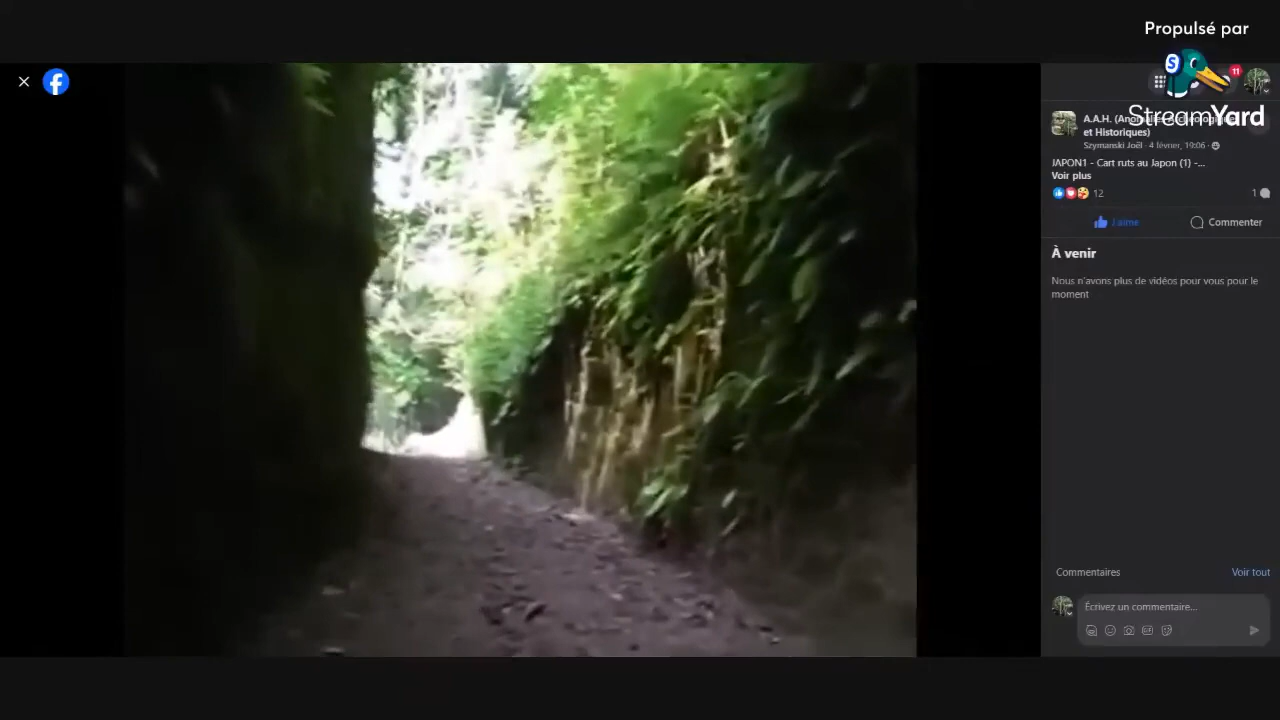 Propulsé par
StreamYard
11
A.A.H. (
et Historiques)
Szymanski Joël · 4 février, 19:06 ·
JAPON1 - Cart ruts au Japon (1) -...
Voir plus
12
1
J'aime
Commenter
À venir
Nous n'avons plus de vidéos pour vous pour le
moment
Commentaires
Voir tout
Écrivez un commentaire...
GIF